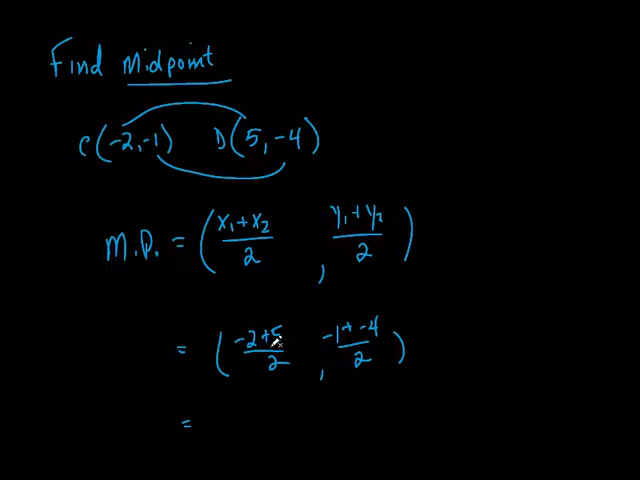 Find Midpoint
C(-2,-1) D(5,-4)
M.P. = (x₁+x₂/2 , y₁+y₂/2)
= (-2+5/2 , -1+-4/2)
=